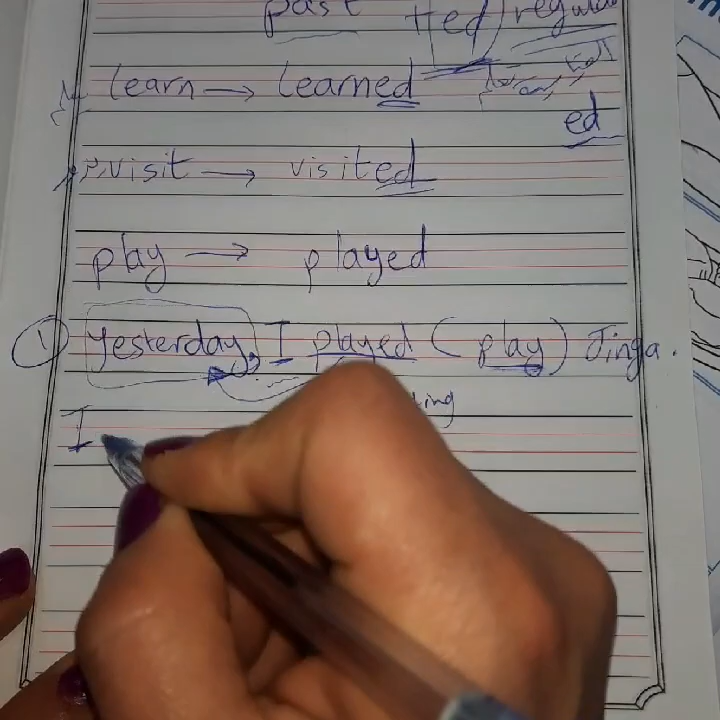 past +ed regular
learn → learned
ed
visit → visited
play → played
① Yesterday, I played (play) Jinga.
I